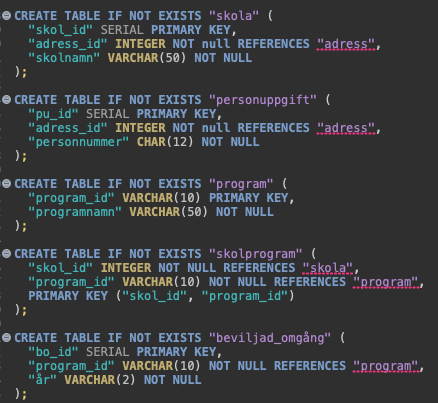 CREATE TABLE IF NOT EXISTS "skola" (
"skol_id" SERIAL PRIMARY KEY,
"adress_id" INTEGER NOT null REFERENCES "adress",
"skolnamn" VARCHAR(50) NOT NULL
);
CREATE TABLE IF NOT EXISTS "personuppgift" (
"pu_id" SERIAL PRIMARY KEY,
"adress_id" INTEGER NOT null REFERENCES "adress",
"personnummer" CHAR(12) NOT NULL
);
CREATE TABLE IF NOT EXISTS "program" (
"program_id" VARCHAR(10) PRIMARY KEY,
"programnamn" VARCHAR(50) NOT NULL
);
CREATE TABLE IF NOT EXISTS "skolprogram" (
"skol_id" INTEGER NOT NULL REFERENCES "skola",
"program_id" VARCHAR(10) NOT NULL REFERENCES "program",
PRIMARY KEY ("skol_id", "program_id")
);
CREATE TABLE IF NOT EXISTS "beviljad_omgång" (
"bo_id" SERIAL PRIMARY KEY,
"program_id" VARCHAR(10) NOT NULL REFERENCES "program",
"år" VARCHAR(2) NOT NULL
);